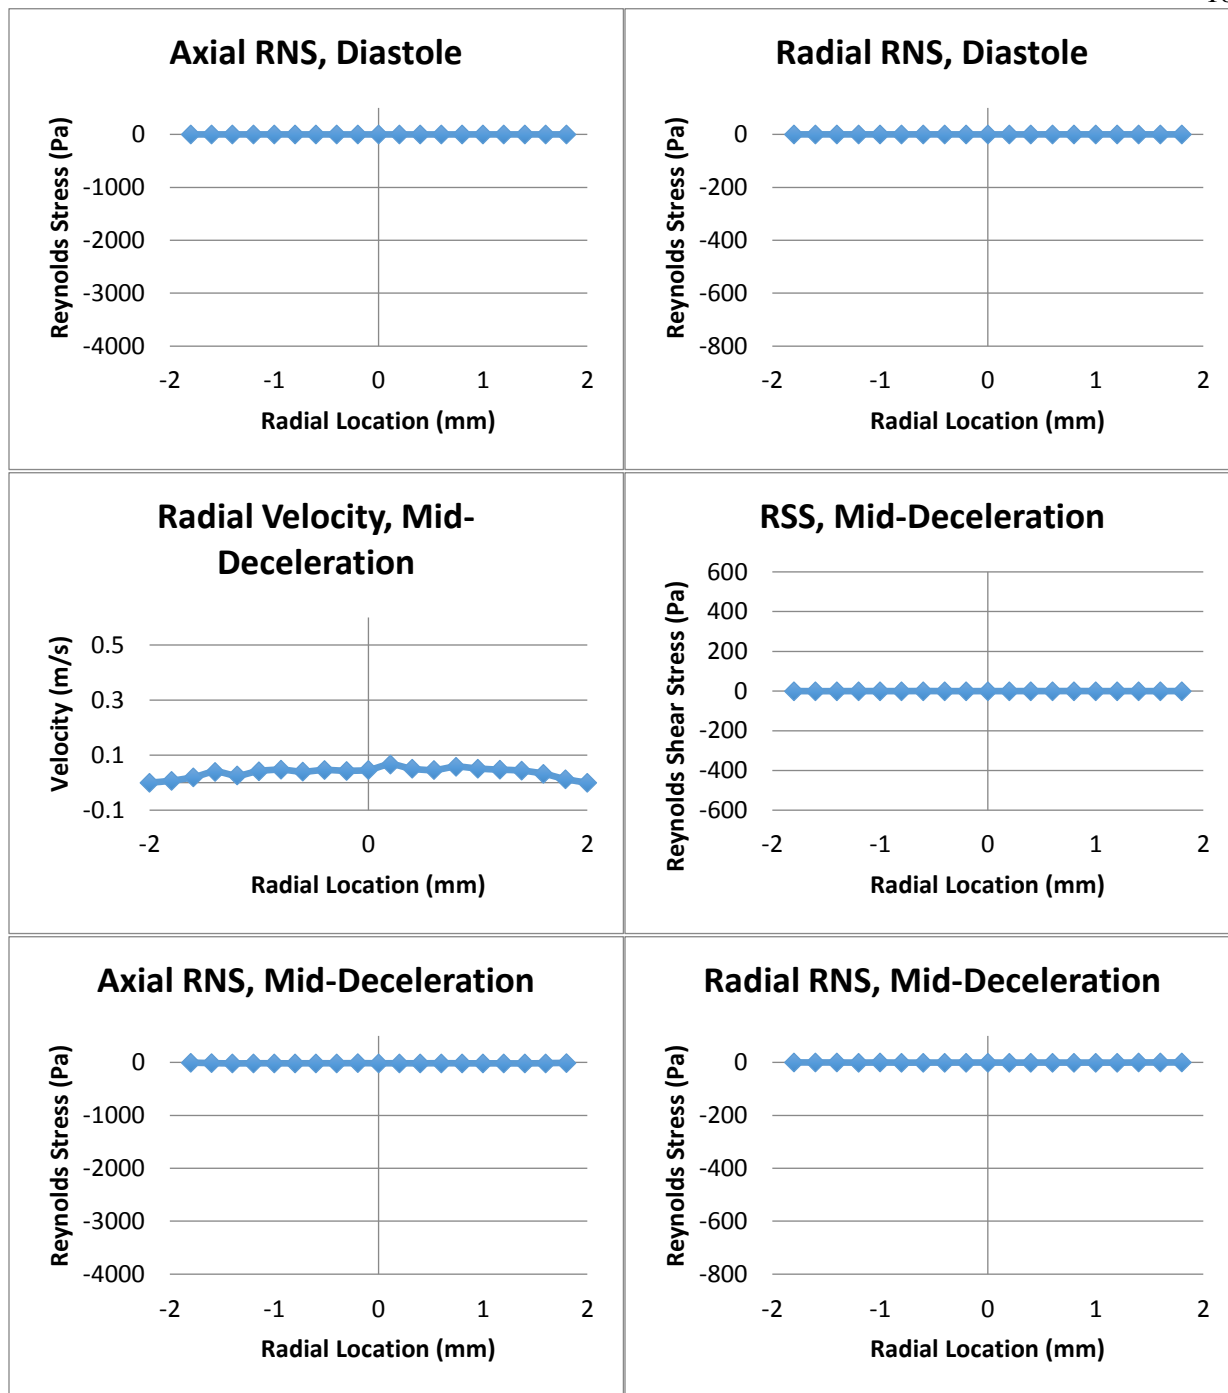 Axial RNS, Diastole
Reynolds Stress (Pa)
0
-1000
-2000
-3000
-4000
-2 -1 0 1 2
Radial Location (mm)
Radial RNS, Diastole
Reynolds Stress (Pa)
0
-200
-400
-600
-800
-2 -1 0 1 2
Radial Location (mm)
Radial Velocity, Mid-
Deceleration
Velocity (m/s)
0.5
0.3
0.1
-0.1
-2 0 2
Radial Location (mm)
RSS, Mid-Deceleration
Reynolds Shear Stress (Pa)
600
400
200
0
-200
-400
-600
-2 -1 0 1 2
Radial Location (mm)
Axial RNS, Mid-Deceleration
Reynolds Stress (Pa)
0
-1000
-2000
-3000
-4000
-2 -1 0 1 2
Radial Location (mm)
Radial RNS, Mid-Deceleration
Reynolds Stress (Pa)
0
-200
-400
-600
-800
-2 -1 0 1 2
Radial Location (mm)